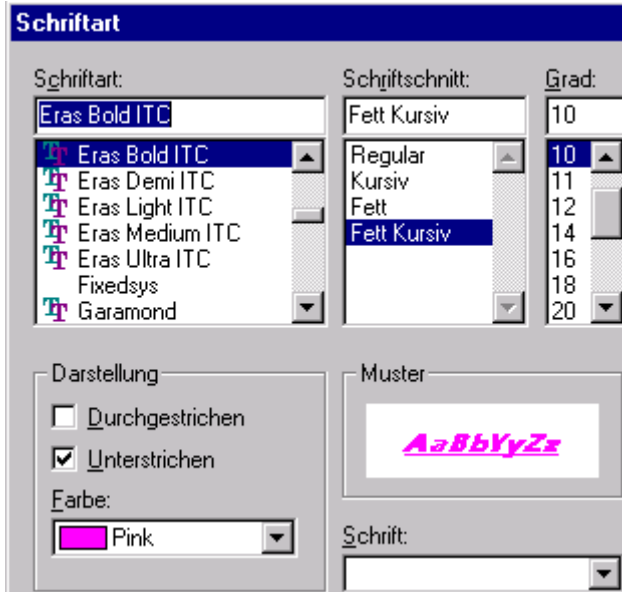 Schriftart
Schriftart:
Schriftschnitt:
Grad:
Eras Bold ITC
Fett Kursiv
10
Eras Bold ITC
Eras Demi ITC
Eras Light ITC
Eras Medium ITC
Eras Ultra ITC
Fixedsys
Garamond
Regular
Kursiv
Fett
Fett Kursiv
10
11
12
14
16
18
20
Darstellung
Durchgestrichen
Unterstrichen
Farbe:
Pink
Muster
AaBbYyZz
Schrift: